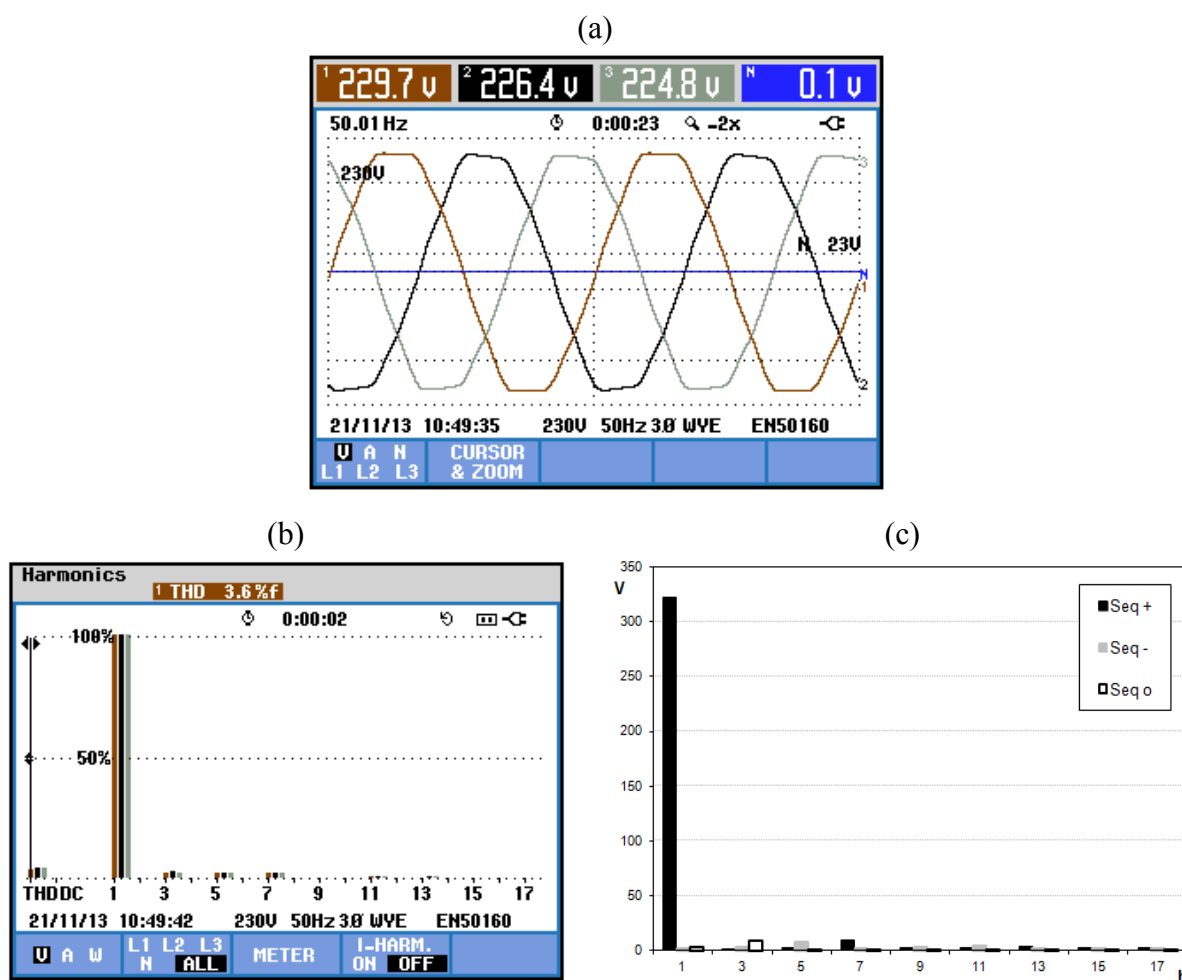 (a)
1 229.7 V 2 226.4 V 3 224.8 V N 0.1 V
50.01 Hz 0:00:23 -2x
230V
3
N 23V
N
1
2
21/11/13 10:49:35 230V 50Hz 3Ø WYE EN50160
V A N
L1 L2 L3
CURSOR
& ZOOM
(b)
Harmonics
1 THD 3.6 %f
0:00:02
100%
50%
THDDC 1 3 5 7 9 11 13 15 17
21/11/13 10:49:42 230V 50Hz 3Ø WYE EN50160
V A W
L1 L2 L3
N ALL
METER
I-HARM.
ON OFF
(c)
V
350
300
250
200
150
100
50
0
1 3 5 7 9 11 13 15 17
Seq +
Seq -
Seq o